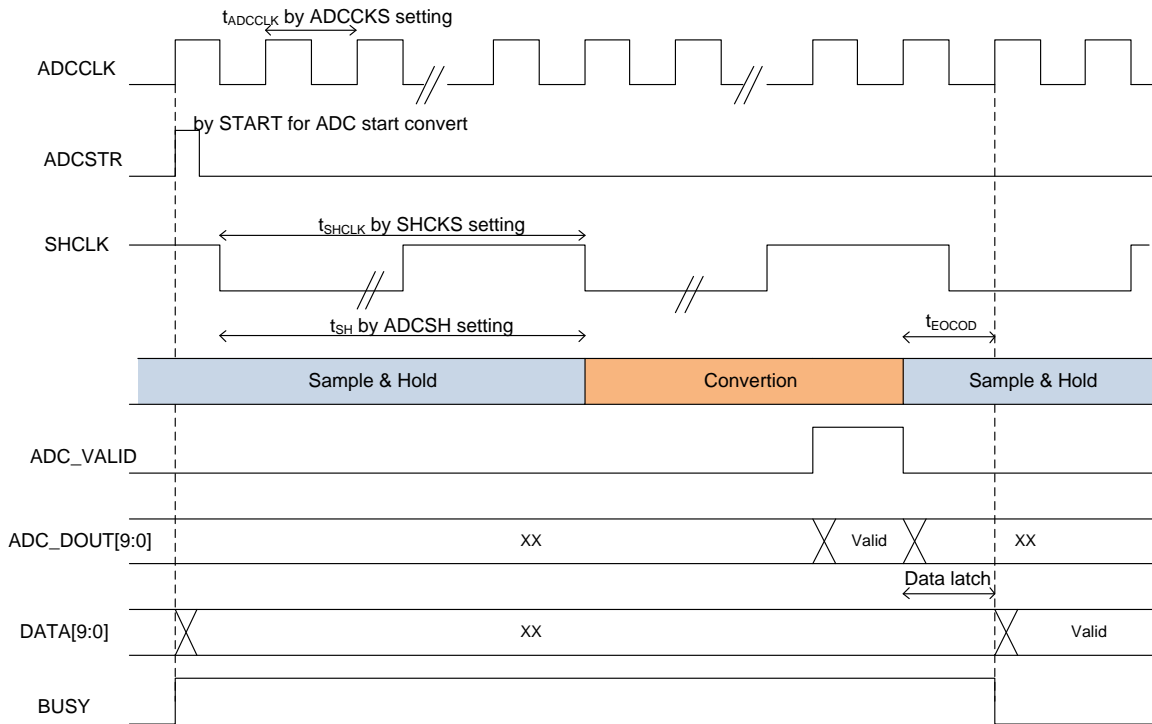 tADCCLK by ADCCKS setting
ADCCLK
by START for ADC start convert
ADCSTR
tSHCLK by SHCKS setting
SHCLK
tSH by ADCSH setting
tEOCOD
Sample & Hold
Convertion
Sample & Hold
ADC_VALID
ADC_DOUT[9:0]
XX
Valid
XX
Data latch
DATA[9:0]
XX
Valid
BUSY